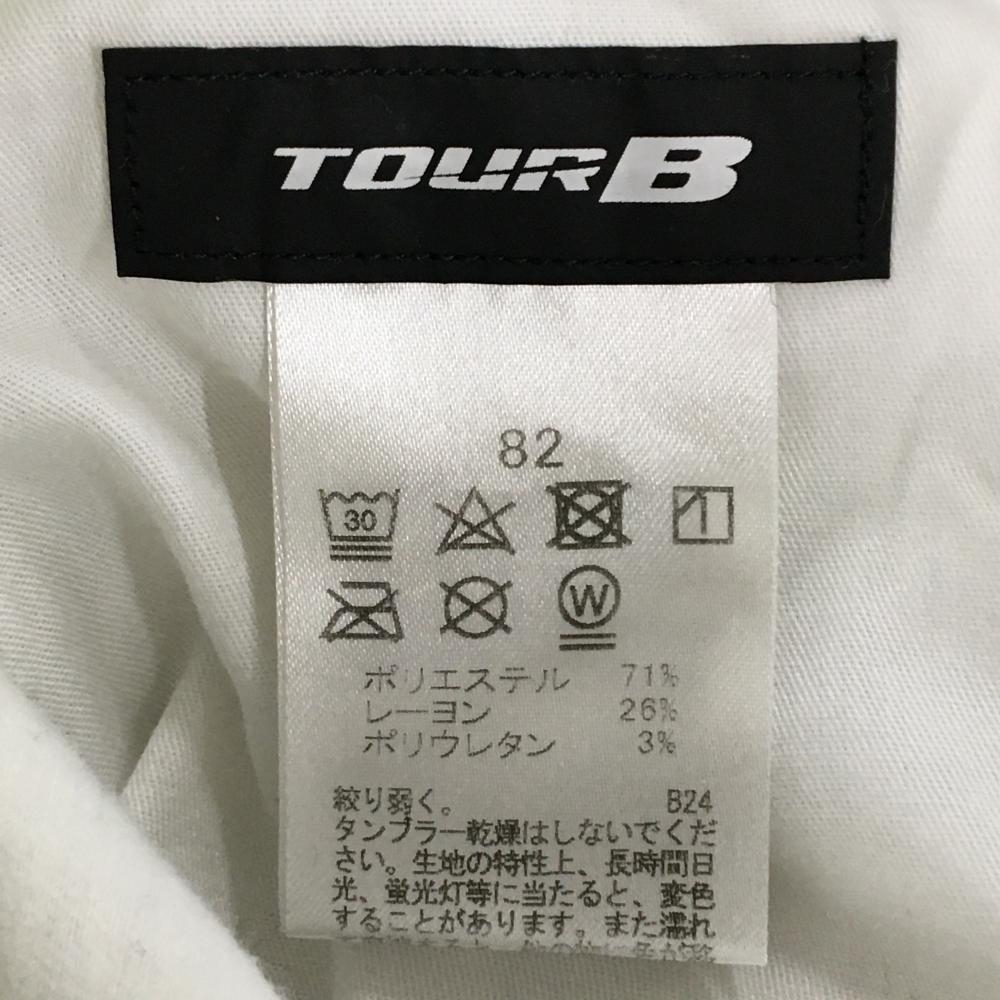 TOURB
82
30
W
ポリエステル 71%
レーヨン 26%
ポリウレタン 3%
絞り弱く。 B24
タンブラー乾燥はしないでくだ
さい。生地の特性上、長時間日
光、蛍光灯等に当たると、変色
することがあります。また濡れ